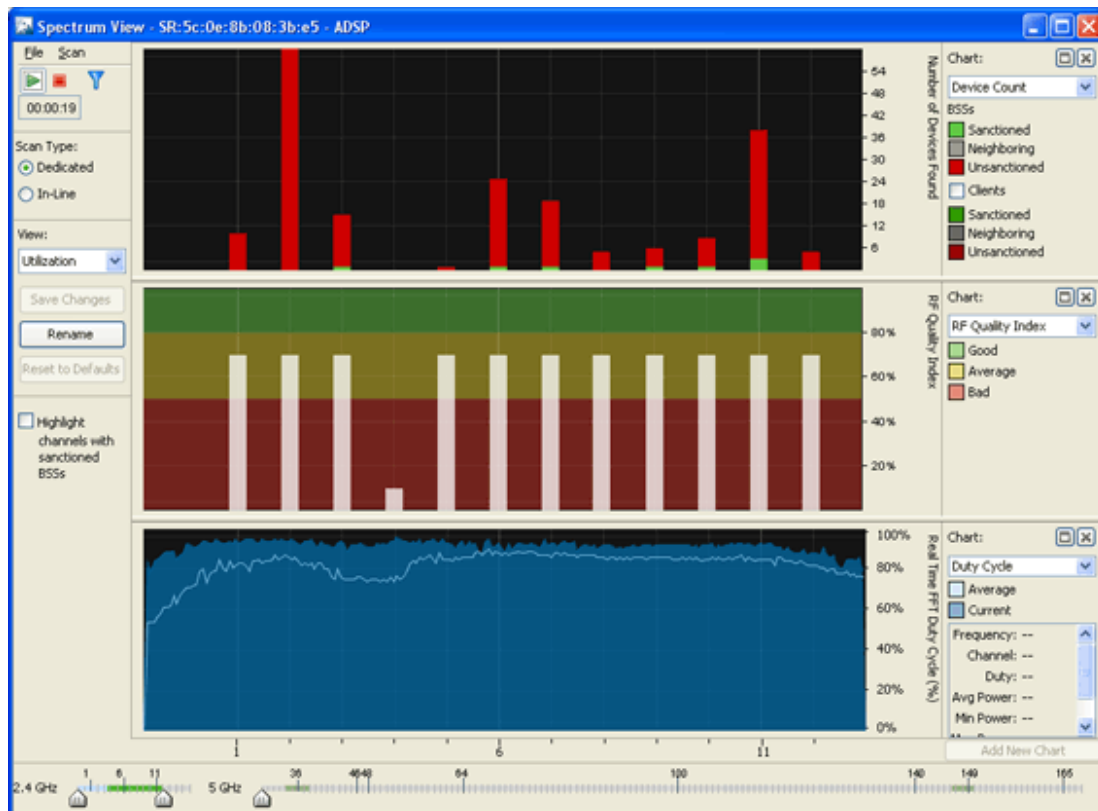 Spectrum View - SR:5c:0e:8b:08:3b:e5 - ADSP
File Scan
00:00:19
Scan Type:
Dedicated
In-Line
View:
Utilization
Save Changes
Rename
Reset to Defaults
Highlight
channels with
sanctioned
BSSs
54
48
42
36
30
24
18
12
6
Number of Devices Found
Chart:
Device Count
BSSs
Sanctioned
Neighboring
Unsanctioned
Clients
Sanctioned
Neighboring
Unsanctioned
80%
60%
40%
20%
RF Quality Index
Chart:
RF Quality Index
Good
Average
Bad
100%
80%
60%
40%
20%
0%
Real Time FFT Duty Cycle (%)
Chart:
Duty Cycle
Average
Current
Frequency: --
Channel: --
Duty: --
Avg Power: --
Min Power: --
Add New Chart
1 6 11
2.4 GHz 1 6 11 5 GHz 36 46 48 64 100 140 149 165